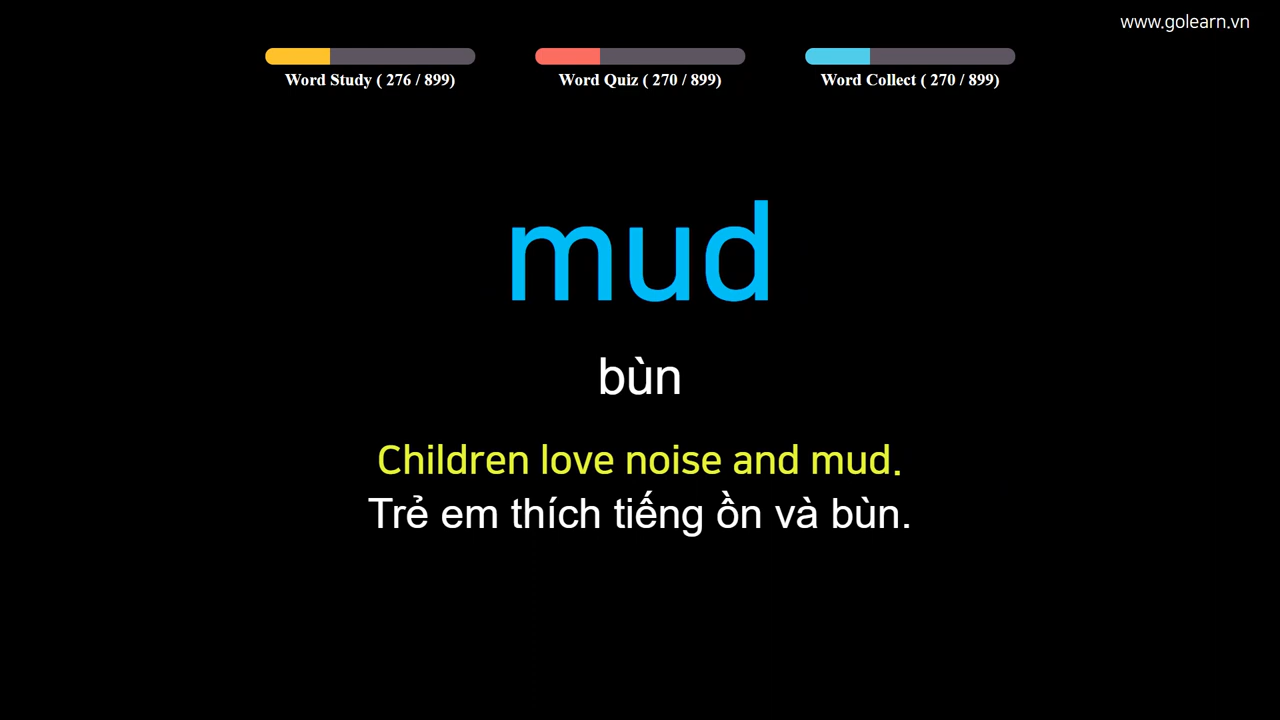 www.golearn.vn
Word Study ( 276 / 899)
Word Quiz ( 270 / 899)
Word Collect ( 270 / 899)
mud
bùn
Children love noise and mud.
Trẻ em thích tiếng ồn và bùn.